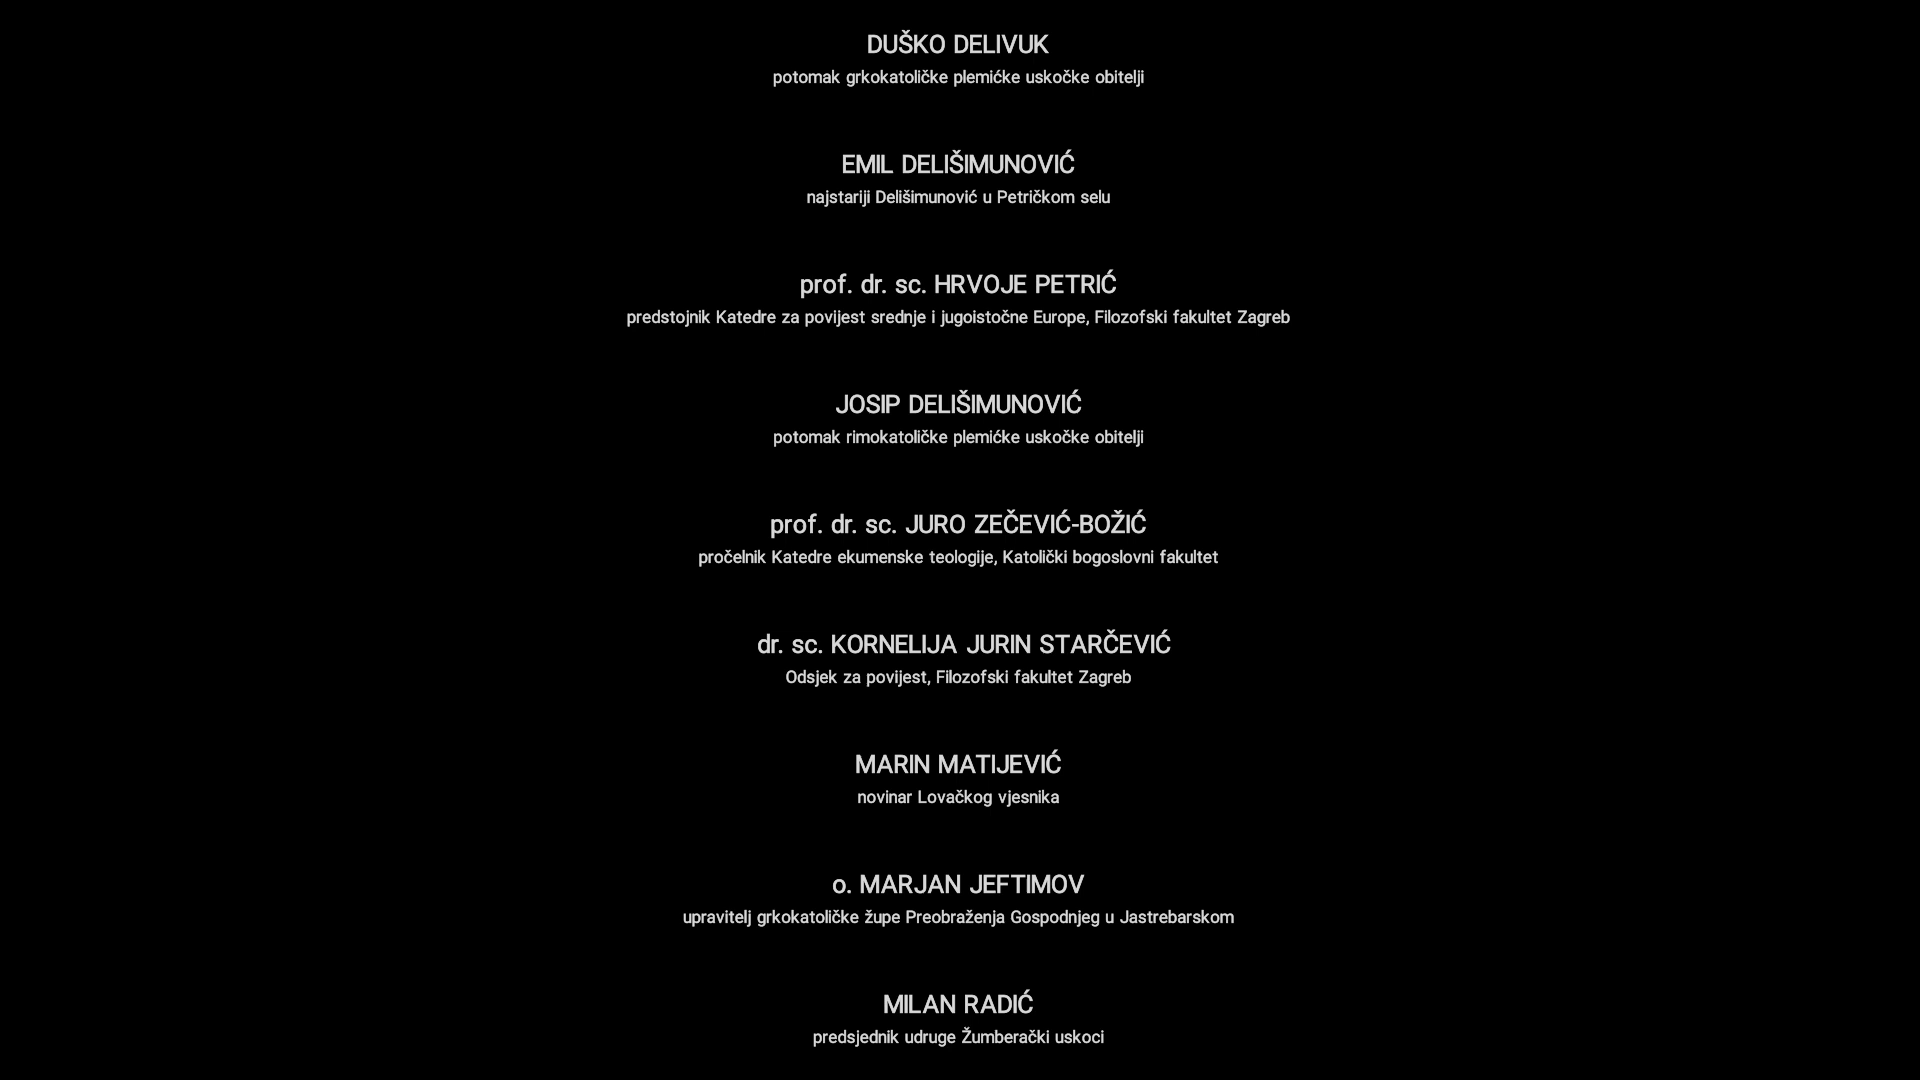 DUŠKO DELIVUK
potomak grkokatoličke plemićke uskočke obitelji
EMIL DELIŠIMUNOVIĆ
najstariji Delišimunović u Petričkom selu
prof. dr. sc. HRVOJE PETRIĆ
predstojnik Katedre za povijest srednje i jugoistočne Europe, Filozofski fakultet Zagreb
JOSIP DELIŠIMUNOVIĆ
potomak rimokatoličke plemićke uskočke obitelji
prof. dr. sc. JURO ZEČEVIĆ-BOŽIĆ
pročelnik Katedre ekumenske teologije, Katolički bogoslovni fakultet
dr. sc. KORNELIJA JURIN STARČEVIĆ
Odsjek za povijest, Filozofski fakultet Zagreb
MARIN MATIJEVIĆ
novinar Lovačkog vjesnika
o. MARJAN JEFTIMOV
upravitelj grkokatoličke župe Preobraženja Gospodnjeg u Jastrebarskom
MILAN RADIĆ
predsjednik udruge Žumberački uskoci